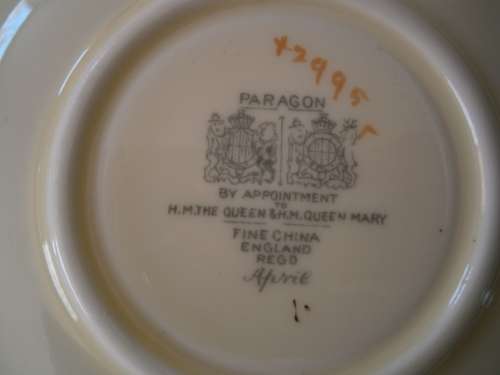 X2995
PARAGON
BY APPOINTMENT
TO
H.M. THE QUEEN & H.M. QUEEN MARY
FINE CHINA
ENGLAND
REGD
April